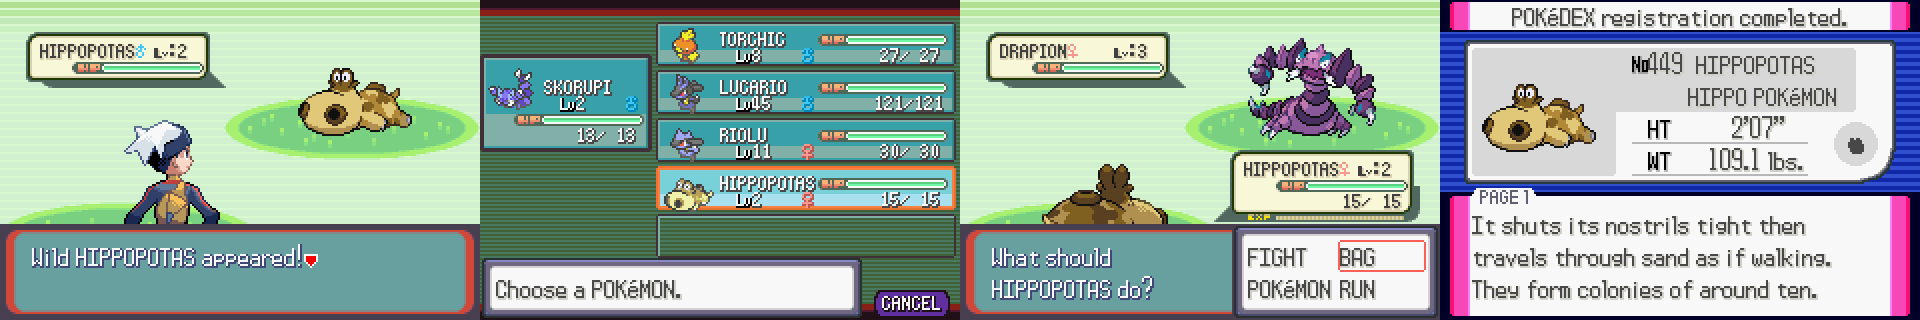 HIPPOPOTAS♂ Lv:2
Wild HIPPOPOTAS appeared!♥
SKORUPI
Lv2 ♂
13/ 13
TORCHIC
Lv8 ♂ 27/ 27
LUCARIO
Lv45 ♂ 121/121
RIOLU
Lv11 ♀ 30/ 30
HIPPOPOTAS
Lv2 ♀ 15/ 15
Choose a POKéMON.
CANCEL
DRAPION♀ Lv:3
HIPPOPOTAS♀ Lv:2
15/ 15
EXP
What should
HIPPOPOTAS do?
FIGHT BAG
POKéMON RUN
POKéDEX registration completed.
No449 HIPPOPOTAS
HIPPO POKéMON
HT 2'07"
WT 109.1 lbs.
PAGE 1
It shuts its nostrils tight then
travels through sand as if walking.
They form colonies of around ten.